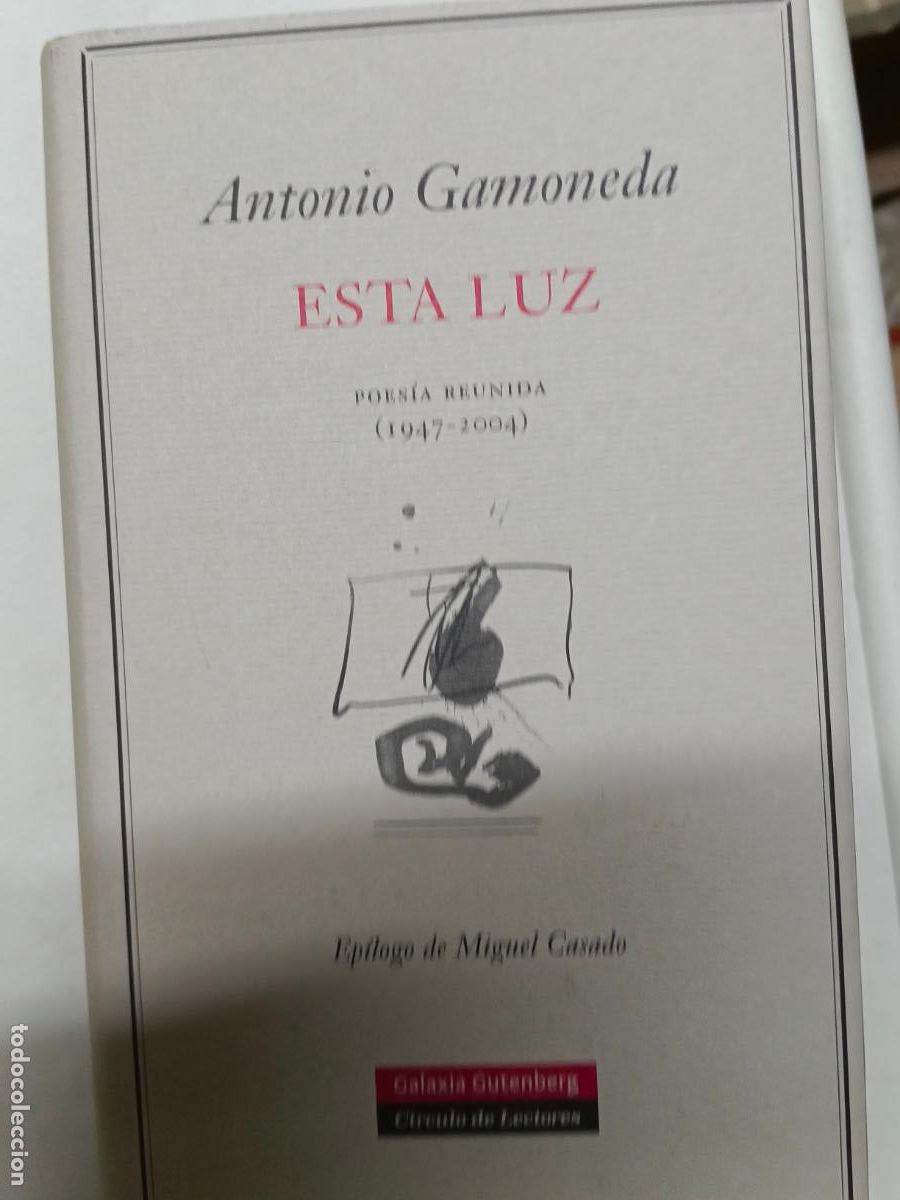 Antonio Gamoneda
ESTA LUZ
POESÍA REUNIDA
(1947-2004)
Epílogo de Miguel Casado
Galaxia Gutenberg
Círculo de Lectores
todocoleccion